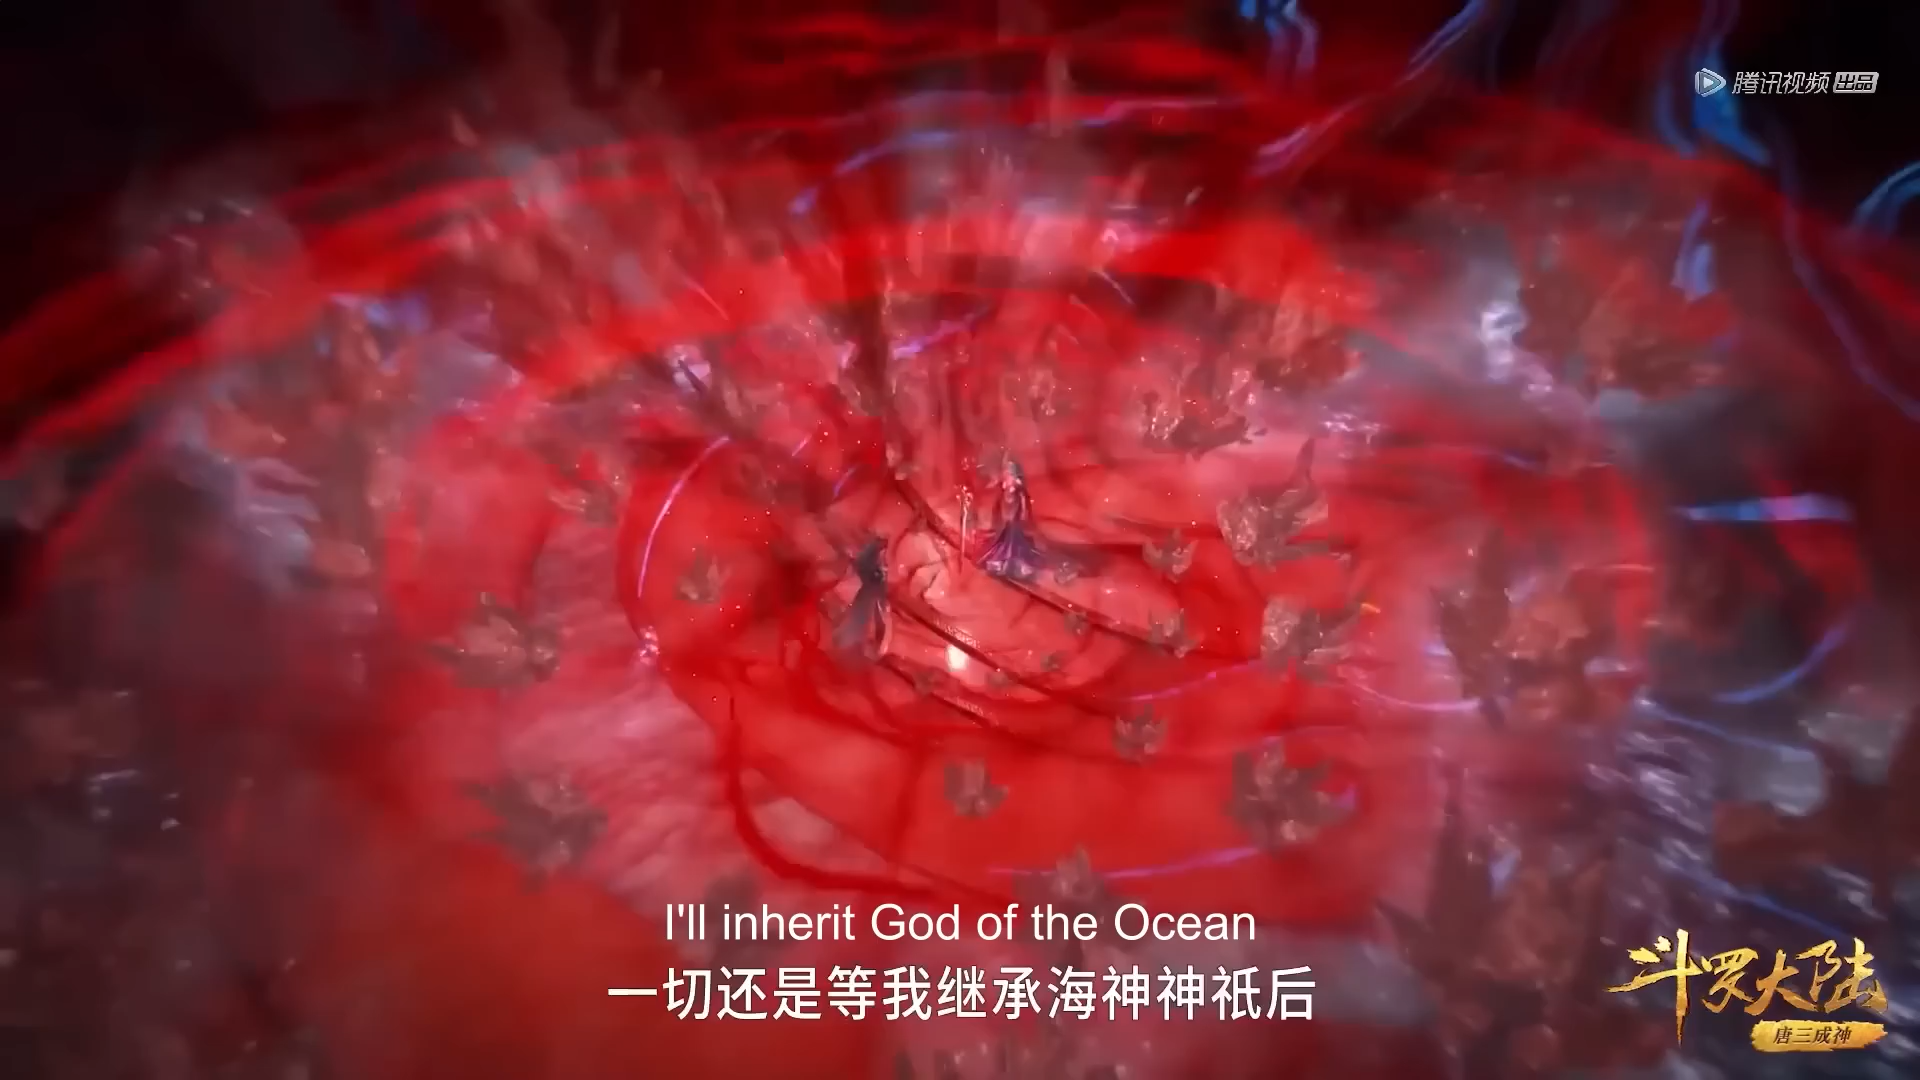 腾讯视频 出品
I'll inherit God of the Ocean
一切还是等我继承海神神祇后
斗罗大陆
唐三成神